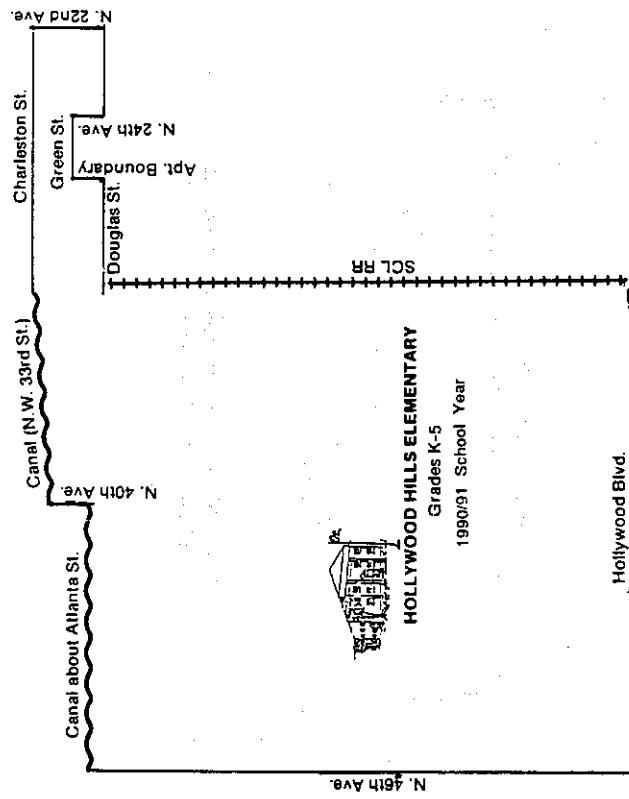 N. 22nd Ave.
Charleston St.
Green St.
N. 24th Ave.
Apt. Boundary
Douglas St.
Canal (N.W. 33rd St.)
N. 40th Ave.
SCL RR
Canal about Atlanta St.
HOLLYWOOD HILLS ELEMENTARY
Grades K-5
1990/91 School Year
N. 46th Ave.
Hollywood Blvd.